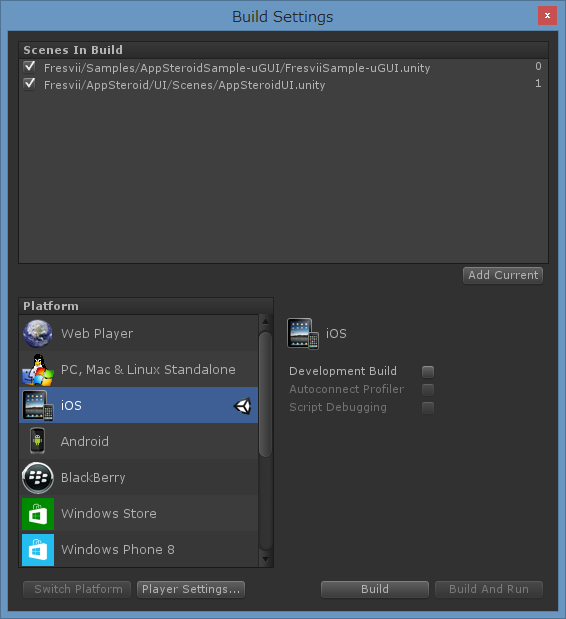 Build Settings
x
Scenes In Build
Fresvii/Samples/AppSteroidSample-uGUI/FresviiSample-uGUI.unity 0
Fresvii/AppSteroid/UI/Scenes/AppSteroidUI.unity 1
Add Current
Platform
Web Player
PC, Mac & Linux Standalone
iOS
Android
BlackBerry
Windows Store
Windows Phone 8
iOS
Development Build
Autoconnect Profiler
Script Debugging
Switch Platform
Player Settings...
Build
Build And Run